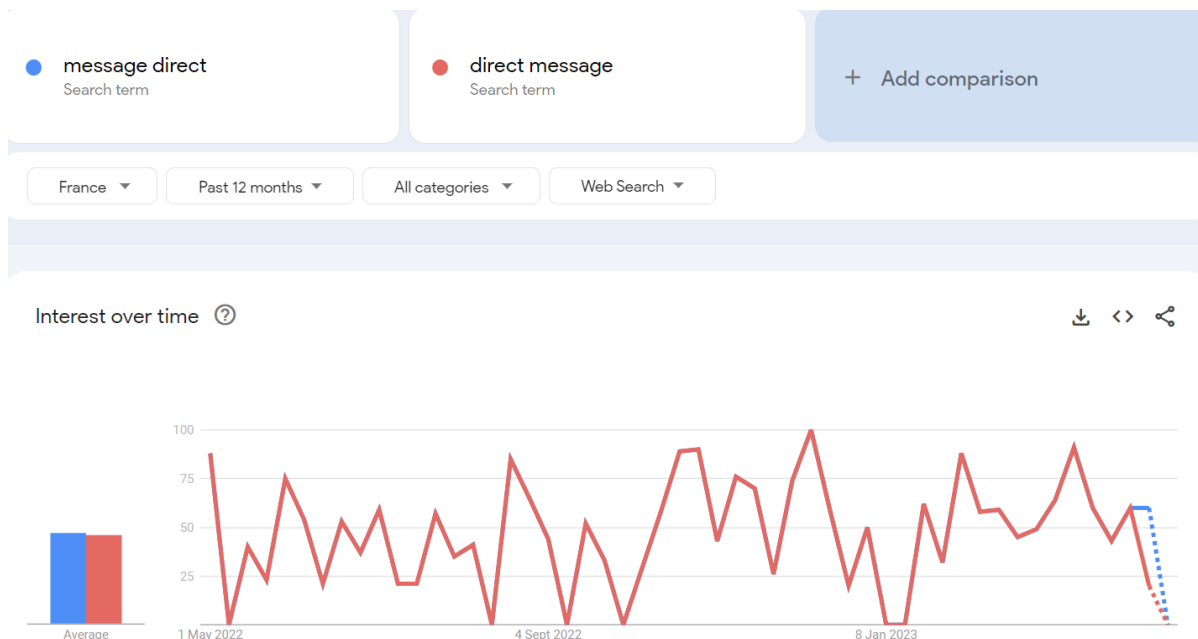 message direct
Search term
direct message
Search term
+ Add comparison
France
Past 12 months
All categories
Web Search
Interest over time ?
100
75
50
25
Average
1 May 2022
4 Sept 2022
8 Jan 2023